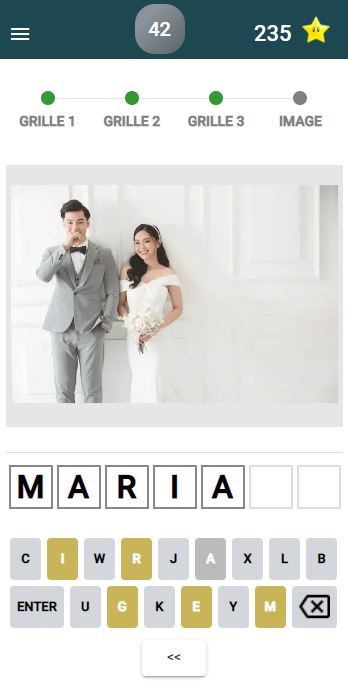 42
235
GRILLE 1 GRILLE 2 GRILLE 3 IMAGE
M A R I A
C I W R J A X L B
ENTER U G K E Y M
<<